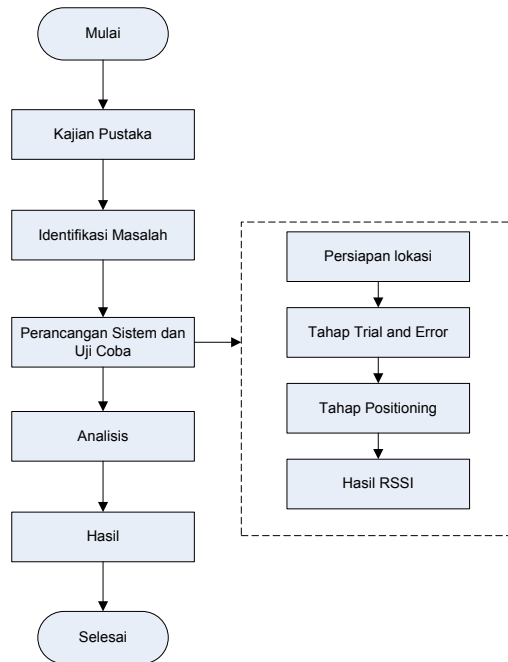 Mulai
Kajian Pustaka
Identifikasi Masalah
Perancangan Sistem dan
Uji Coba
Analisis
Hasil
Selesai
Persiapan lokasi
Tahap Trial and Error
Tahap Positioning
Hasil RSSI